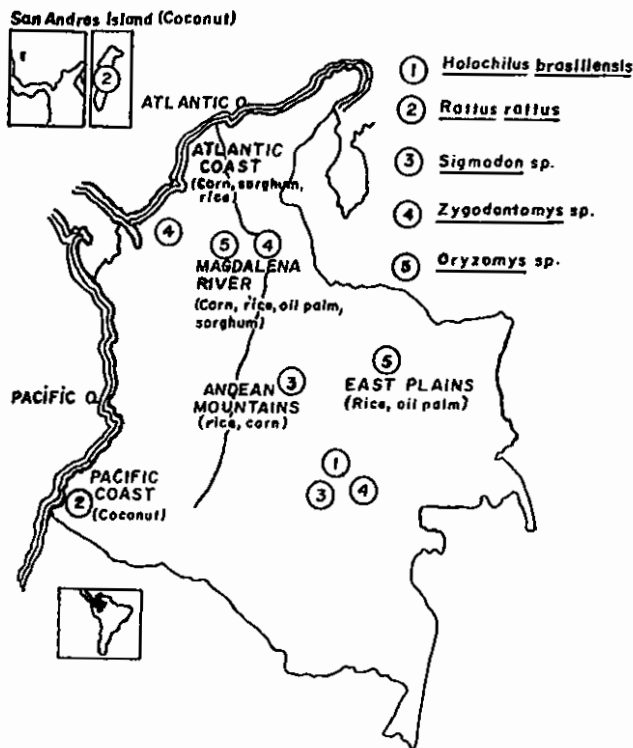 San Andres Island (Coconut)
2
ATLANTIC O.
ATLANTIC
COAST
(Corn, sorghum,
rice)
4
5
4
MAGDALENA
RIVER
(Corn, rice, oil palm,
sorghum)
ANDEAN
MOUNTAINS
(rice, corn)
3
5
EAST PLAINS
(Rice, oil palm)
1
3
4
PACIFIC O.
PACIFIC
COAST
2
(Coconut)
1 Holochilus brasiliensis
2 Rattus rattus
3 Sigmodon sp.
4 Zygodontomys sp.
5 Oryzomys sp.